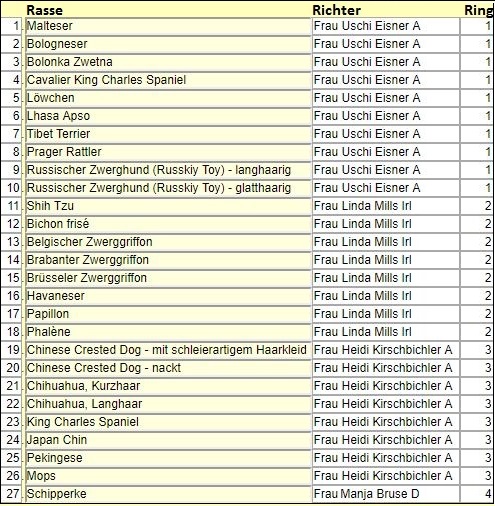 Rasse Richter Ring
1. Malteser Frau Uschi Eisner A 1
2. Bologneser Frau Uschi Eisner A 1
3. Bolonka Zwetna Frau Uschi Eisner A 1
4. Cavalier King Charles Spaniel Frau Uschi Eisner A 1
5. Löwchen Frau Uschi Eisner A 1
6. Lhasa Apso Frau Uschi Eisner A 1
7. Tibet Terrier Frau Uschi Eisner A 1
8. Prager Rattler Frau Uschi Eisner A 1
9. Russischer Zwerghund (Russkiy Toy) - langhaarig Frau Uschi Eisner A 1
10. Russischer Zwerghund (Russkiy Toy) - glatthaarig Frau Uschi Eisner A 1
11. Shih Tzu Frau Linda Mills Irl 2
12. Bichon frisé Frau Linda Mills Irl 2
13. Belgischer Zwerggriffon Frau Linda Mills Irl 2
14. Brabanter Zwerggriffon Frau Linda Mills Irl 2
15. Brüsseler Zwergriffon Frau Linda Mills Irl 2
16. Havaneser Frau Linda Mills Irl 2
17. Papillon Frau Linda Mills Irl 2
18. Phalène Frau Linda Mills Irl 2
19. Chinese Crested Dog - mit schleierartigem Haarkleid Frau Heidi Kirschbichler A 3
20. Chinese Crested Dog - nackt Frau Heidi Kirschbichler A 3
21. Chihuahua, Kurzhaar Frau Heidi Kirschbichler A 3
22. Chihuahua, Langhaar Frau Heidi Kirschbichler A 3
23. King Charles Spaniel Frau Heidi Kirschbichler A 3
24. Japan Chin Frau Heidi Kirschbichler A 3
25. Pekingese Frau Heidi Kirschbichler A 3
26. Mops Frau Heidi Kirschbichler A 3
27. Schipperke Frau Manja Bruse D 4